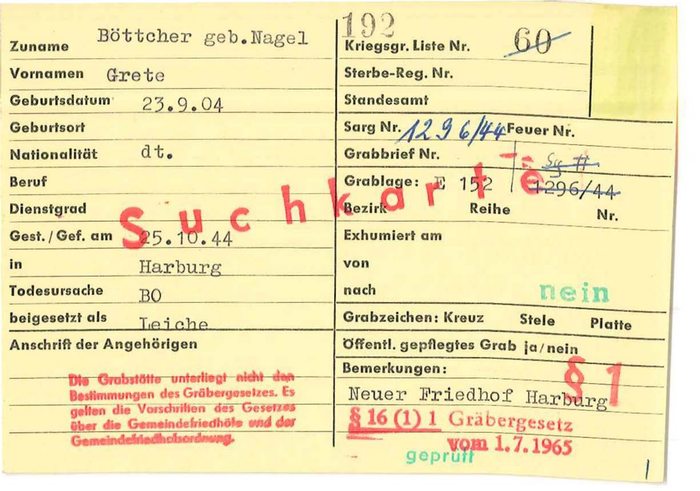 Zuname Böttcher geb.Nagel
Vornamen Grete
Geburtsdatum 23.9.04
Geburtsort
Nationalität dt.
Beruf
Dienstgrad
Gest./Gef. am 25.10.44
in Harburg
Todesursache BO
beigesetzt als Leiche
Anschrift der Angehörigen
Die Grabstätte unterliegt nicht den
Bestimmungen des Gräbergesetzes. Es
gelten die Vorschriften des Gesetzes
über die Gemeindefriedhöfe und der
Gemeindefriedhofsordnung.
Suchkarte
192
Kriegsgr. Liste Nr. 60
Sterbe-Reg. Nr.
Standesamt
Sarg Nr. 1296/44 Feuer Nr.
Grabbrief Nr.
Grablage: E 152 1296/44
Bezirk Reihe Nr.
Exhumiert am
von
nach
nein
Grabzeichen: Kreuz Stele Platte
Öffentl. gepflegtes Grab ja/nein
Bemerkungen: § 1
Neuer Friedhof Harburg
§ 16 (1) 1 Gräbergesetz
vom 1.7.1965
geprüft